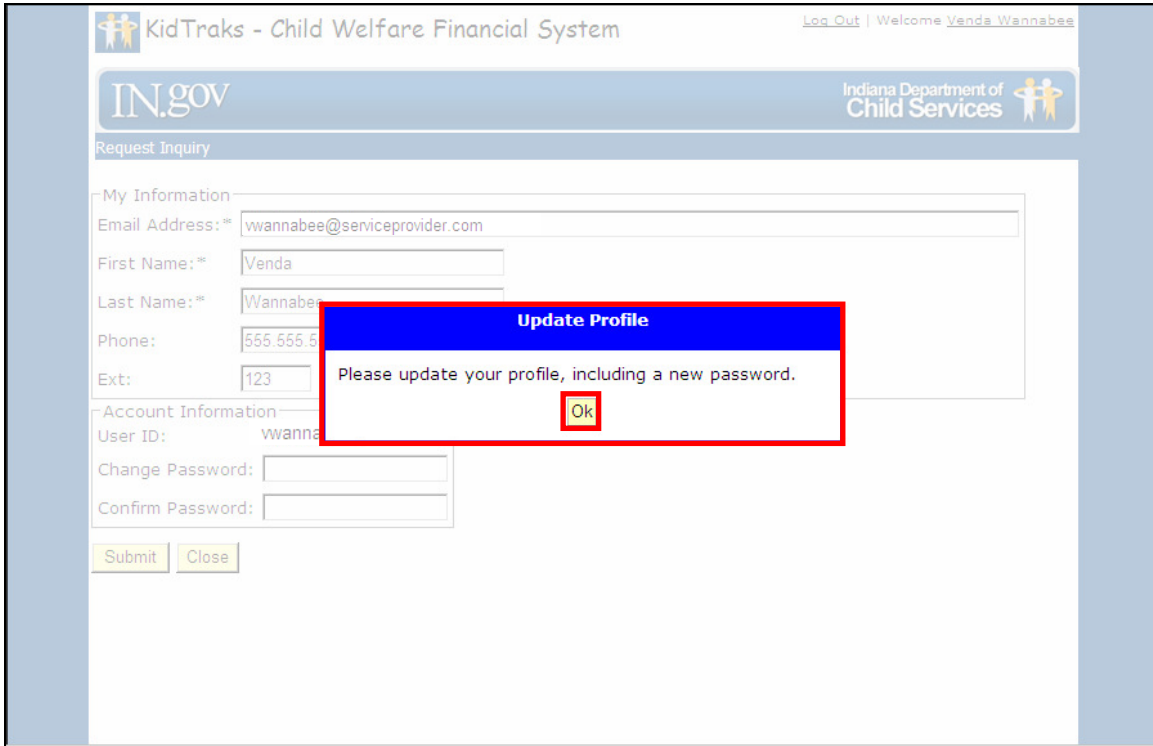 KidTraks - Child Welfare Financial System
Log Out | Welcome Venda Wannabee
IN.gov
Indiana Department of
Child Services
Request Inquiry
My Information
Email Address:* vwannabee@serviceprovider.com
First Name:* Venda
Last Name:* Wannabee
Phone: 555.555.5
Ext: 123
Update Profile
Please update your profile, including a new password.
Ok
Account Information
User ID: vwanna
Change Password:
Confirm Password:
Submit Close